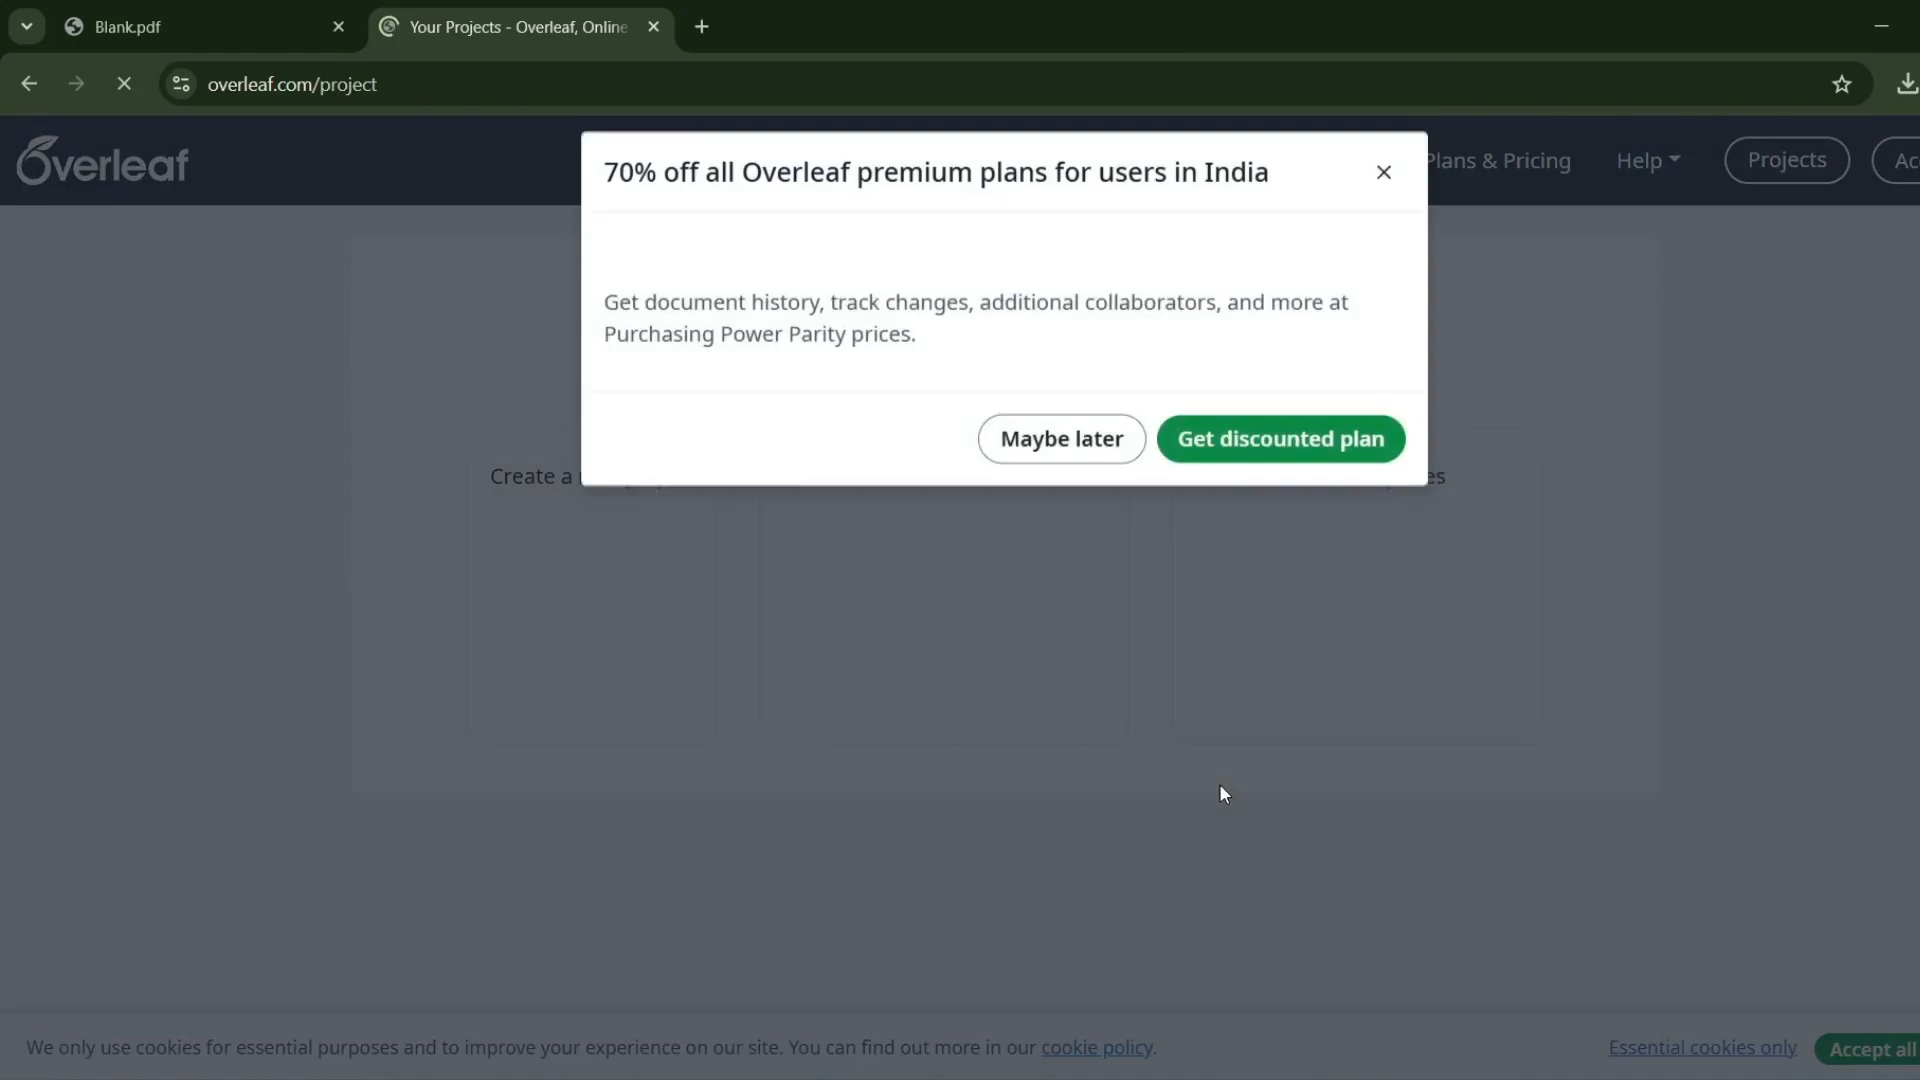 Blank.pdf
Your Projects - Overleaf, Online
overleaf.com/project
Overleaf
Plans & Pricing
Help
Projects
Ac
70% off all Overleaf premium plans for users in India
Get document history, track changes, additional collaborators, and more at
Purchasing Power Parity prices.
Maybe later
Get discounted plan
Create a
es
We only use cookies for essential purposes and to improve your experience on our site. You can find out more in our cookie policy.
Essential cookies only
Accept all